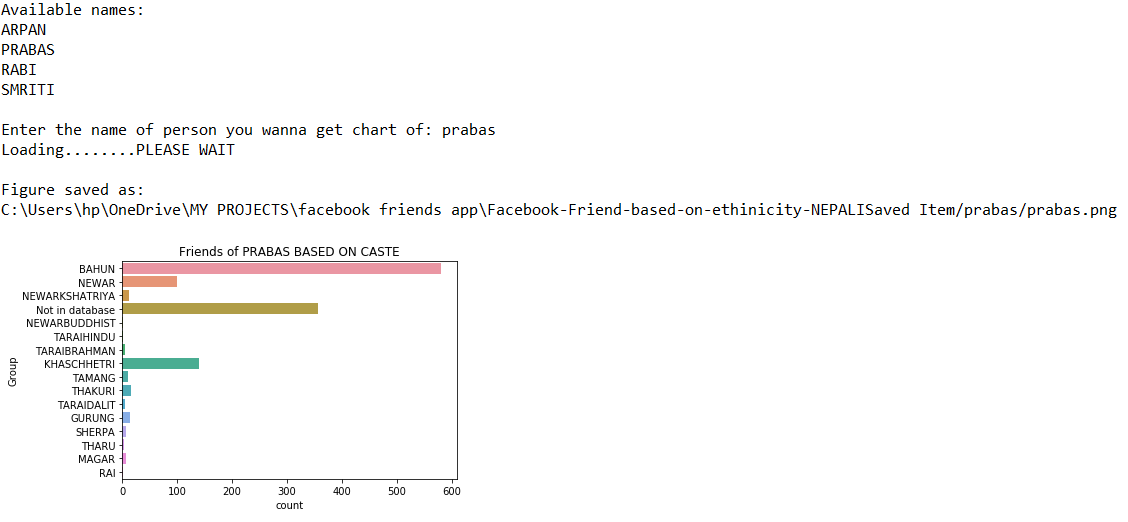 Available names:
ARPAN
PRABAS
RABI
SMRITI
Enter the name of person you wanna get chart of: prabas
Loading........PLEASE WAIT
Figure saved as:
C:\Users\hp\OneDrive\MY PROJECTS\facebook friends app\Facebook-Friend-based-on-ethinicity-NEPALISaved Item/prabas/prabas.png
Friends of PRABAS BASED ON CASTE
BAHUN
NEWAR
NEWARKSHATRIYA
Not in database
NEWARBUDDHIST
TARAIHINDU
TARAIBRAHMAN
KHASCHHETRI
TAMANG
THAKURI
TARAIDALIT
GURUNG
SHERPA
THARU
MAGAR
RAI
Group
0 100 200 300 400 500 600
count